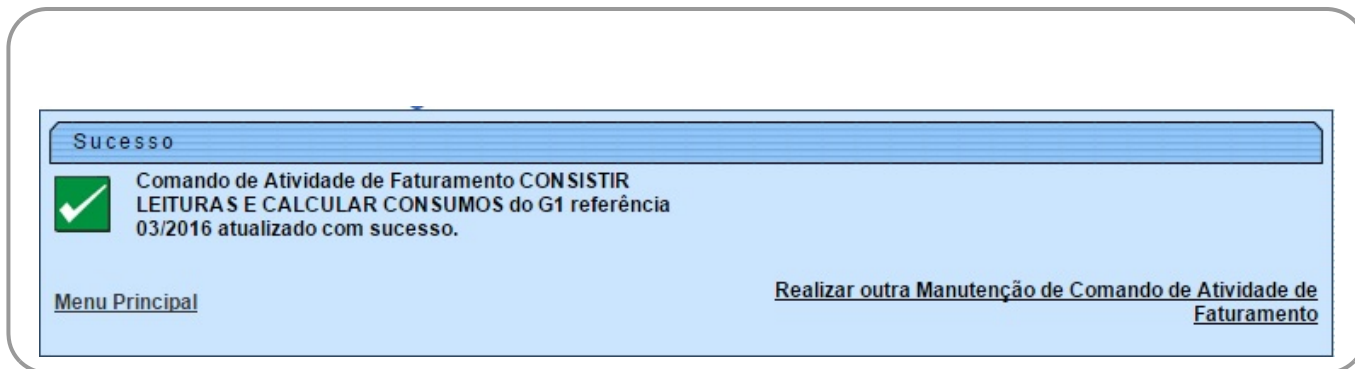 Sucesso
Comando de Atividade de Faturamento CONSISTIR
LEITURAS E CALCULAR CONSUMOS do G1 referência
03/2016 atualizado com sucesso.
Menu Principal
Realizar outra Manutenção de Comando de Atividade de
Faturamento